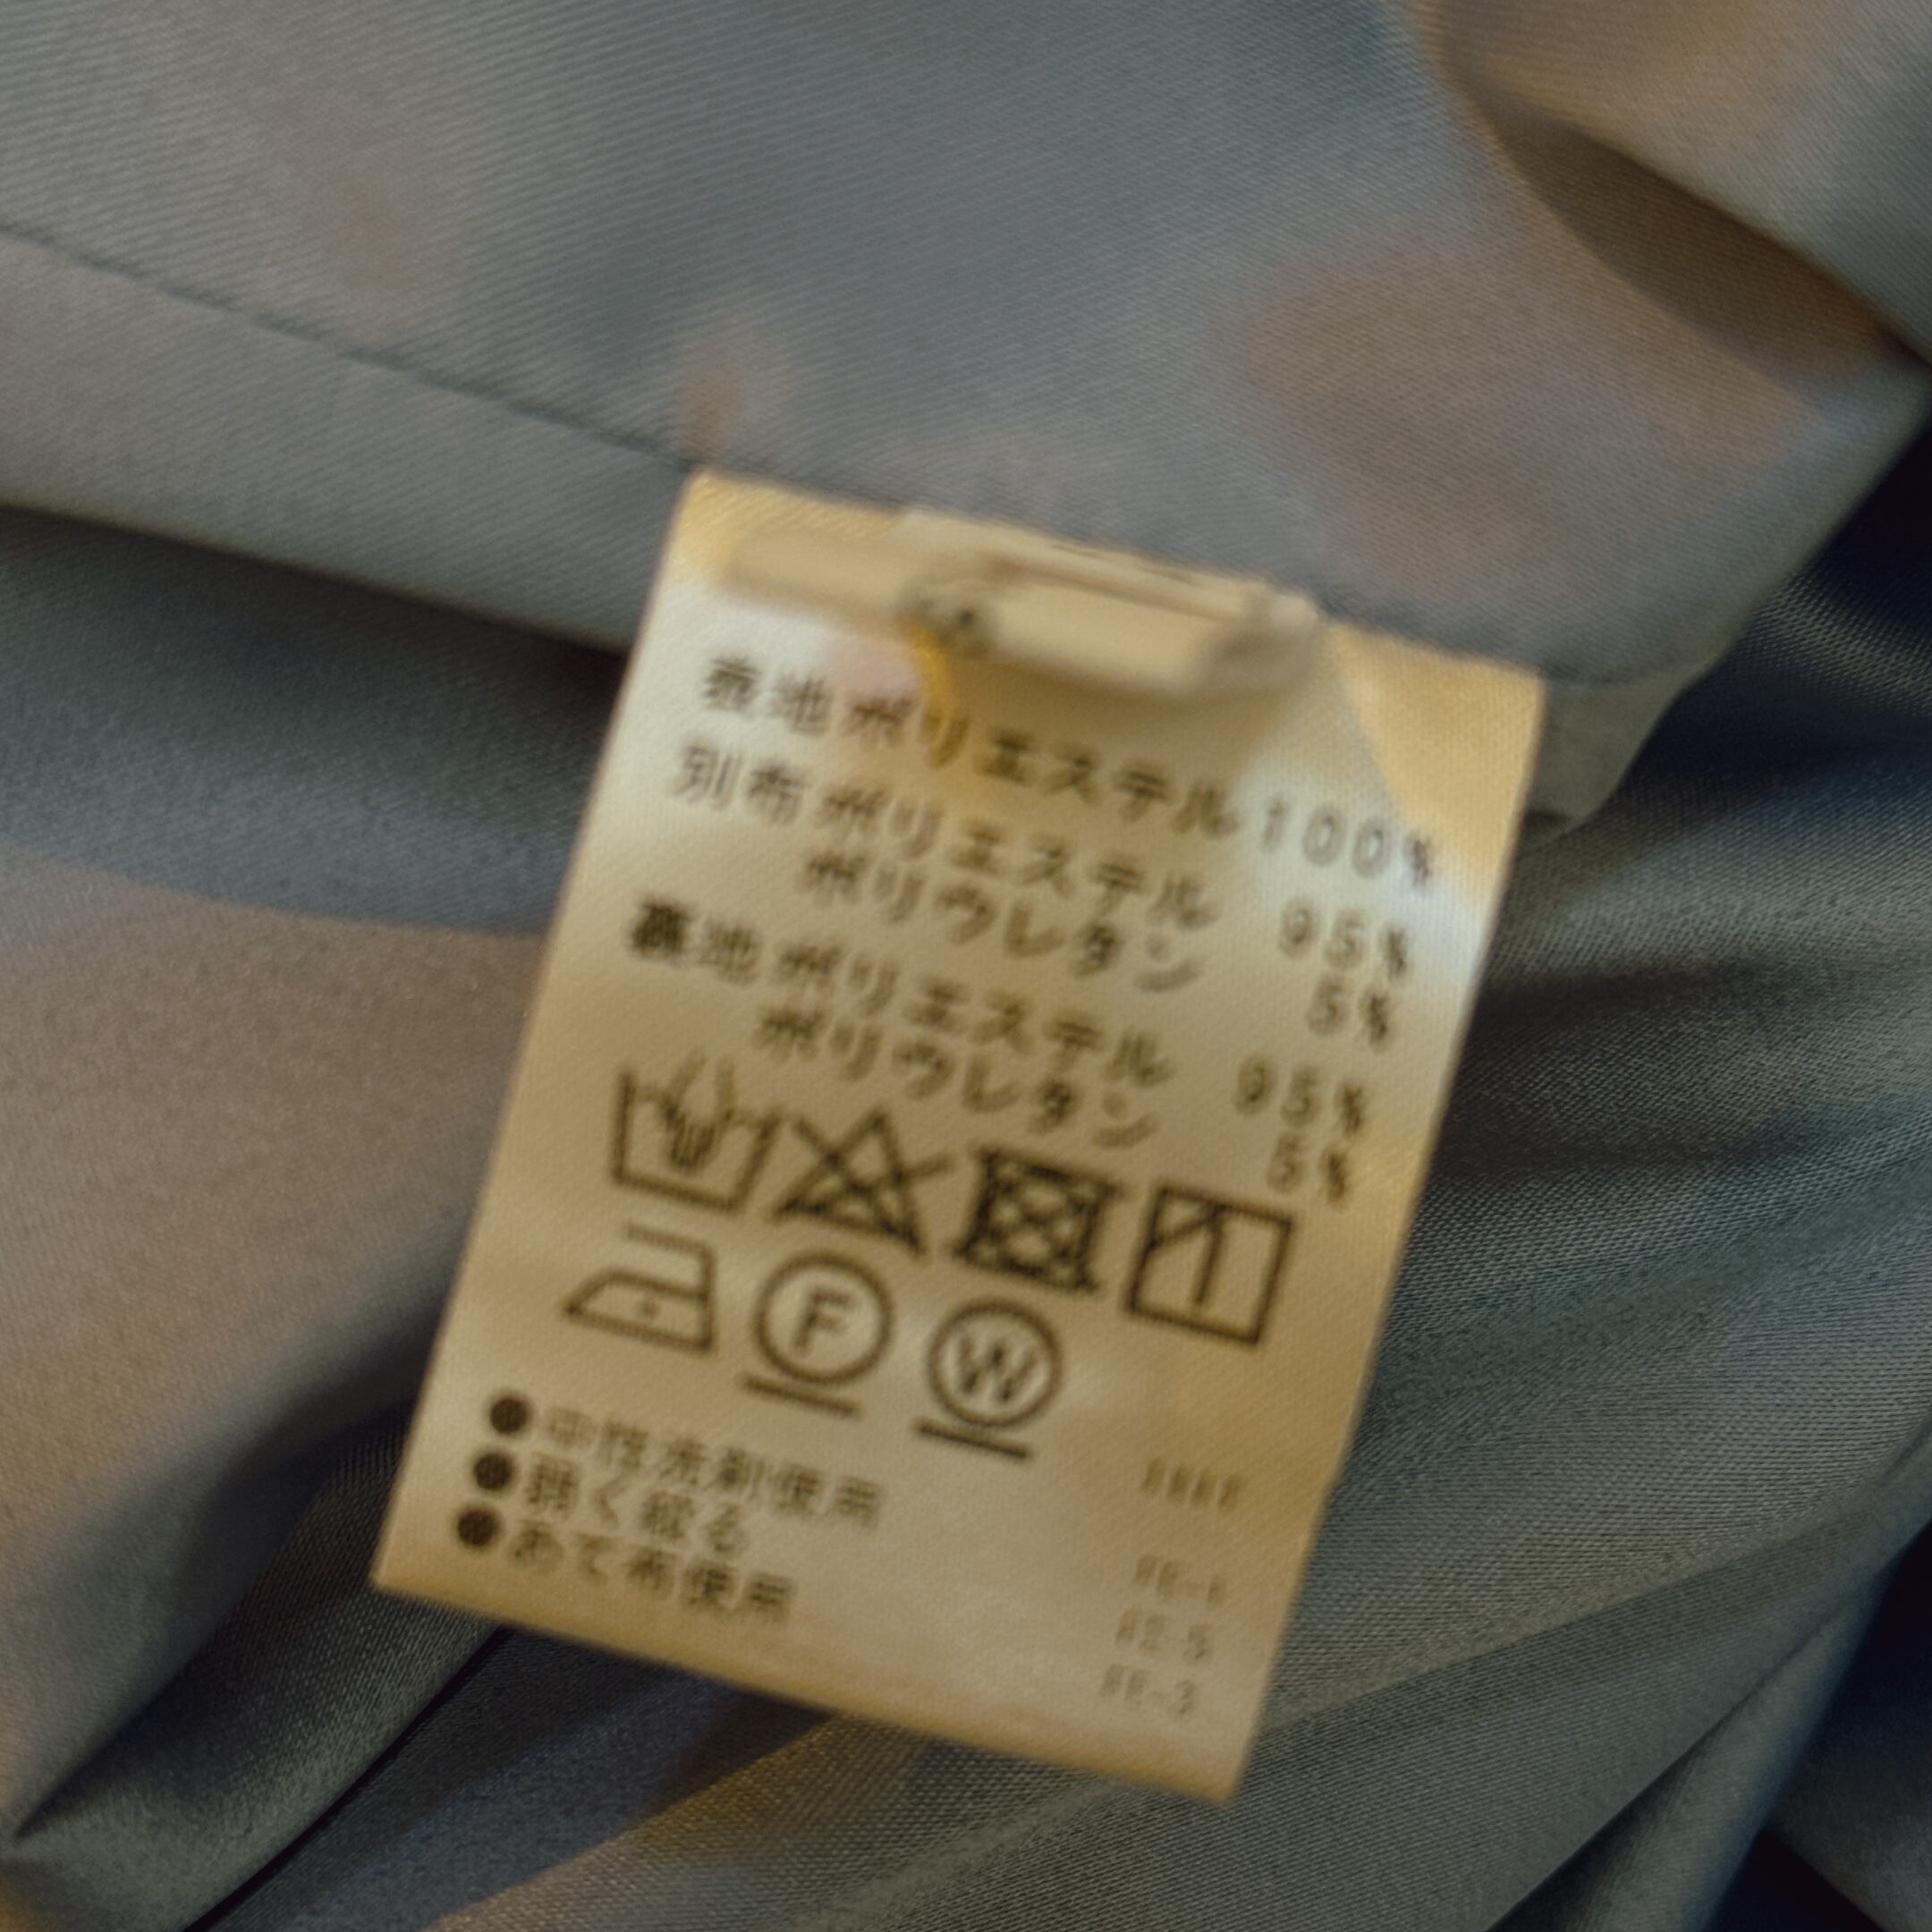 表地 ポリエステル 100%
別布 ポリエステル 95%
ポリウレタン 5%
裏地 ポリエステル 95%
ポリウレタン 5%
F W
●中性洗剤使用
●弱く絞る
●あて布使用